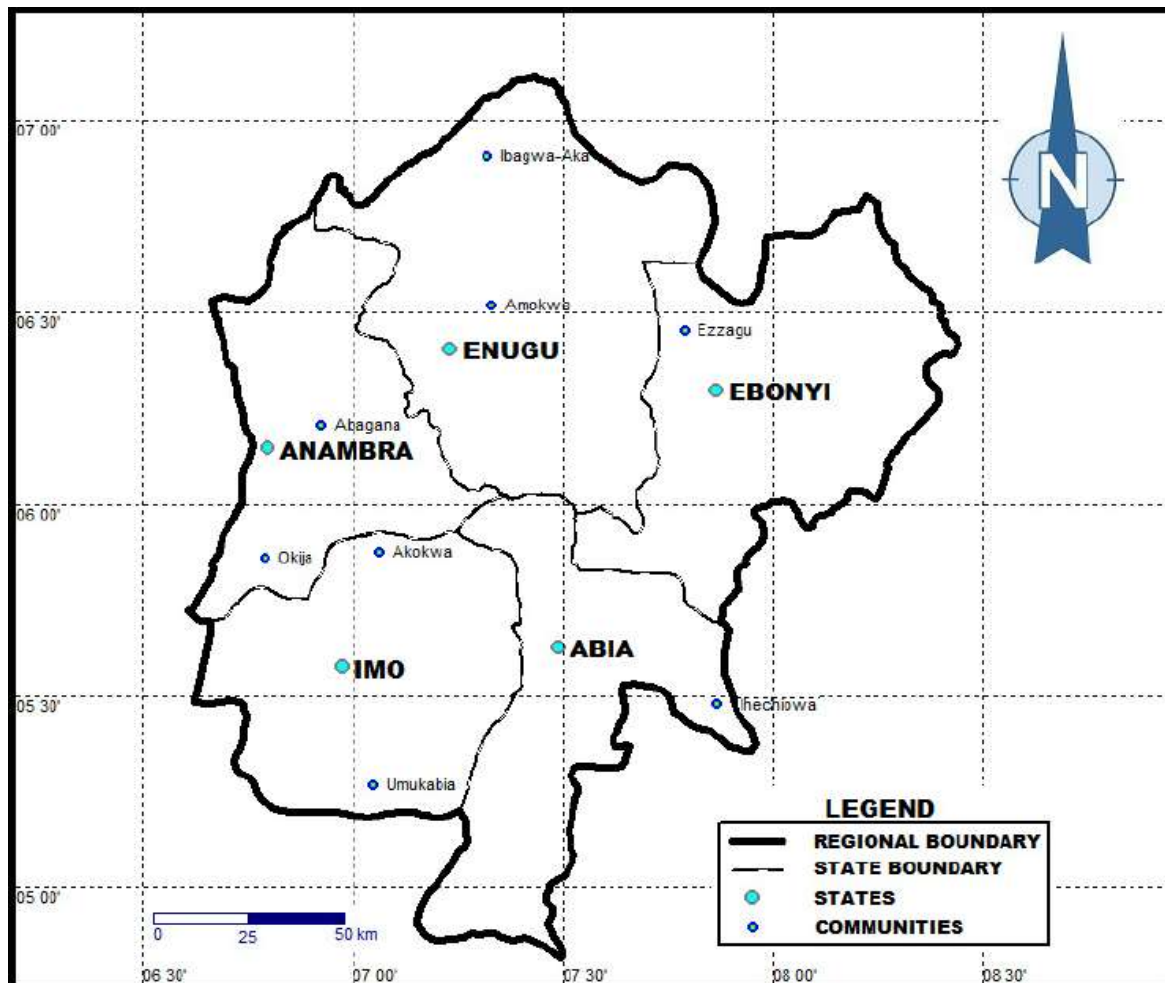 07 00'
Ibagwa-Aka
N
06 30'
Amokwe
Ezzagu
ENUGU
EBONYI
Abagana
ANAMBRA
06 00'
Okija
Akokwa
ABIA
IMO
05 30'
Ihechiowa
Umukabia
LEGEND
REGIONAL BOUNDARY
STATE BOUNDARY
STATES
COMMUNITIES
05 00'
0 25 50 km
06 30' 07 00' 07 30' 08 00' 08 30'